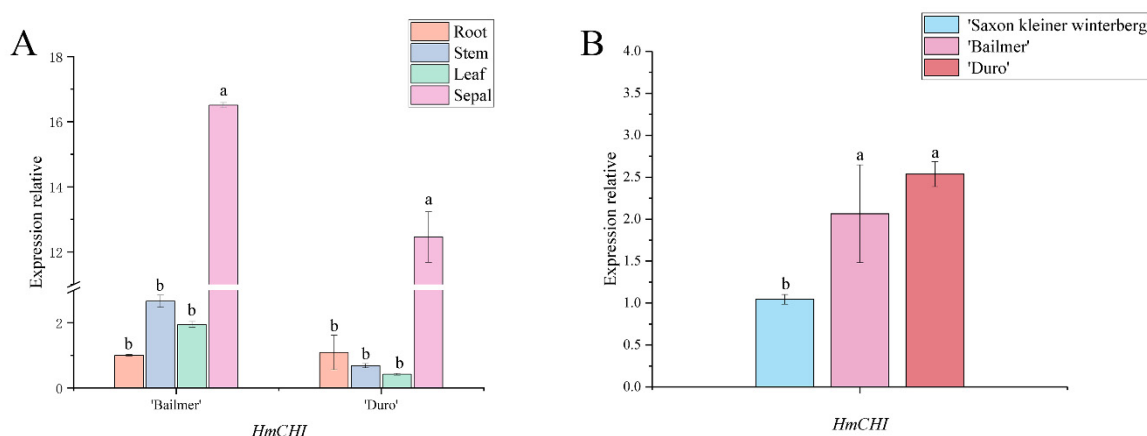 A
Root
Stem
Leaf
Sepal
18
16
14
12
2
0
Expression relative
a
b
b
b
a
b
b
b
'Bailmer'
'Duro'
HmCHI
B
'Saxon kleiner winterberg
'Bailmer'
'Duro'
4.0
3.5
3.0
2.5
2.0
1.5
1.0
0.5
0.0
Expression relative
b
a
a
HmCHI